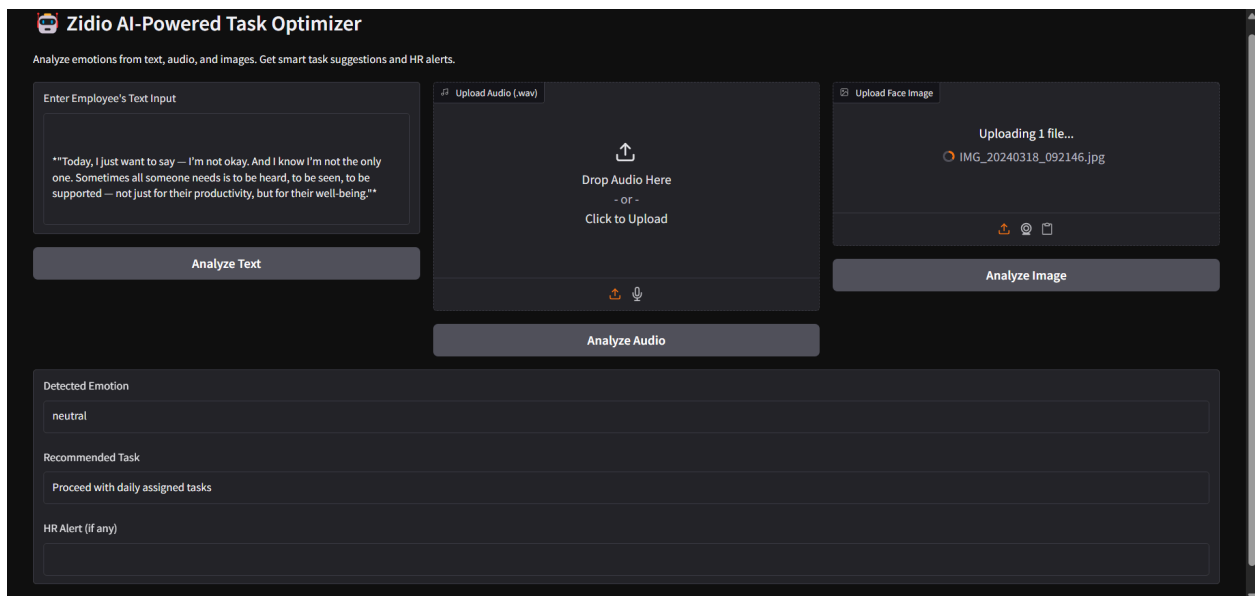 Zidio AI-Powered Task Optimizer
Analyze emotions from text, audio, and images. Get smart task suggestions and HR alerts.
Enter Employee's Text Input
*"Today, I just want to say — I'm not okay. And I know I'm not the only
one. Sometimes all someone needs is to be heard, to be seen, to be
supported — not just for their productivity, but for their well-being."*
Analyze Text
Upload Audio (.wav)
Drop Audio Here
- or -
Click to Upload
Analyze Audio
Upload Face Image
Uploading 1 file...
IMG_20240318_092146.jpg
Analyze Image
Detected Emotion
neutral
Recommended Task
Proceed with daily assigned tasks
HR Alert (if any)